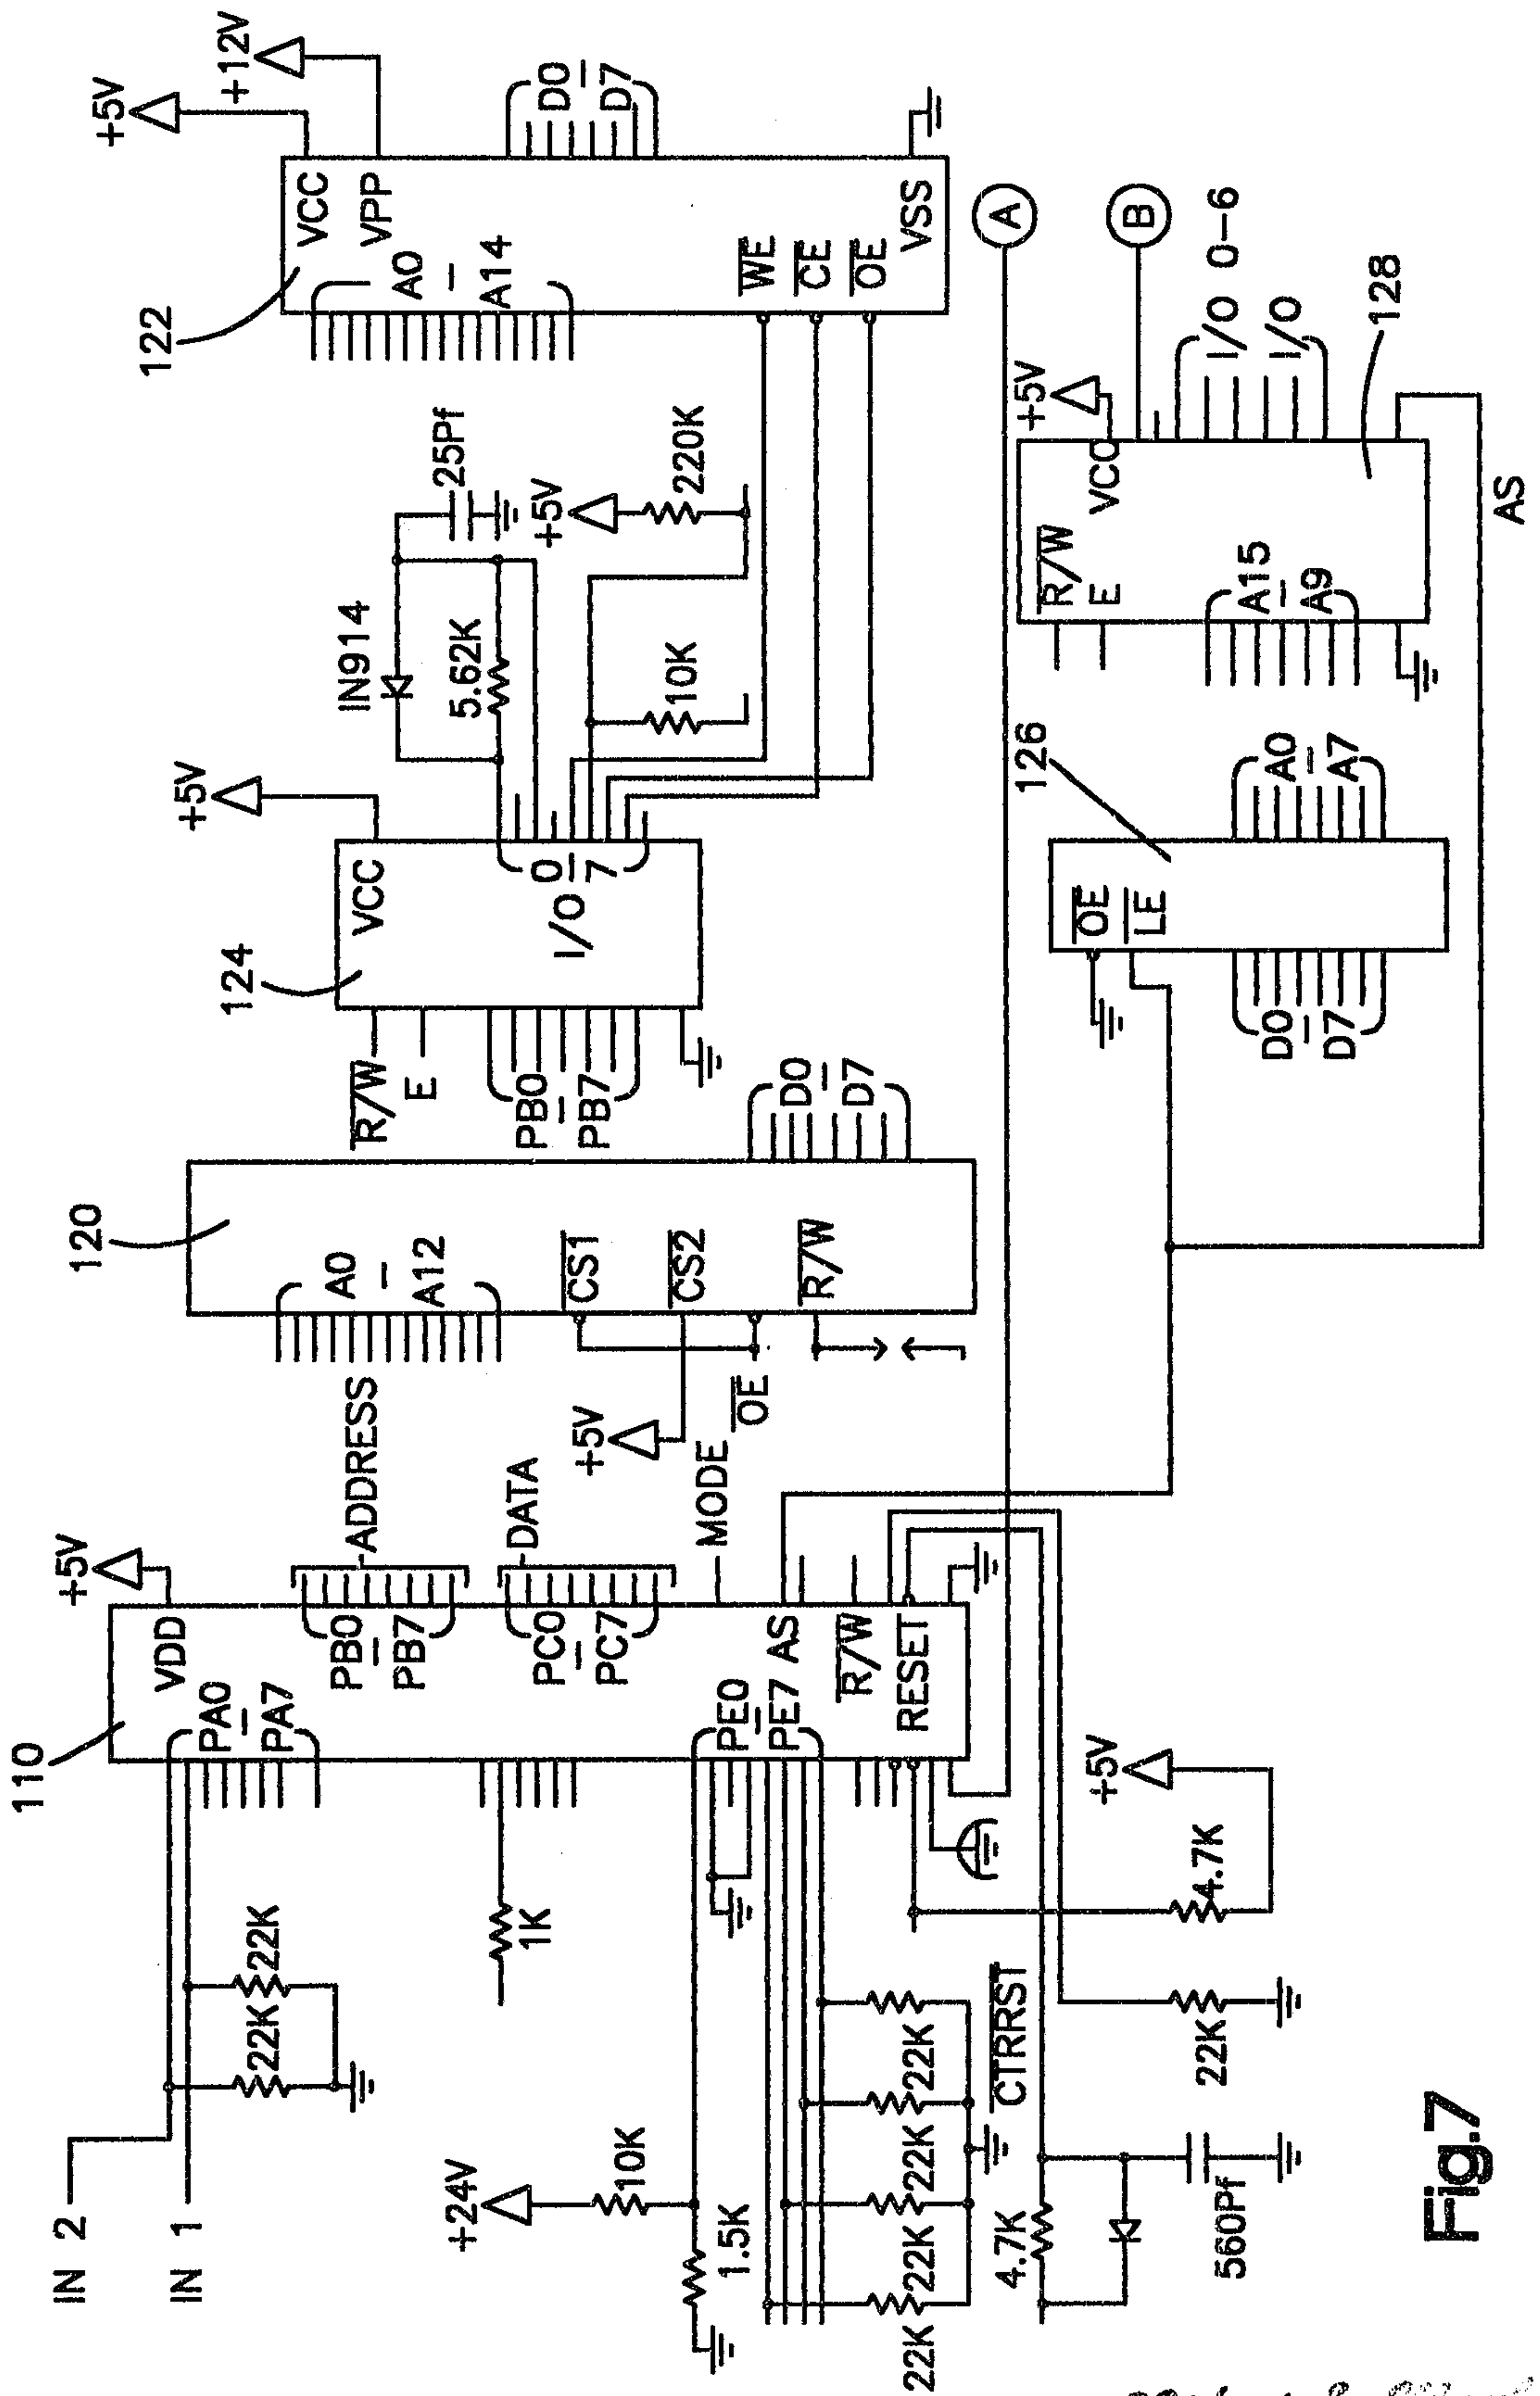 110
IN 2
IN 1
22K
22K
+5V
VDD
PA0
—
PA7
PB0
—
PB7
ADDRESS
PC0
—
PC7
DATA
1K
MODE
+24V
10K
1.5K
PE0
—
PE7
AS
R/W
RESET
22K
22K
22K
22K
CTRRST
4.7K
560Pf
22K
4.7K
+5V
120
A0
—
A12
CS1
CS2
+5V
OE
R/W
D0
—
D7
124
+5V
VCC
R/W
E
PB0
—
PB7
I/O
0
—
7
IN914
5.62K
25Pf
+5V
220K
10K
122
+5V
+12V
VCC
VPP
A0
—
A14
D0
—
D7
WE
CE
OE
VSS
A
B
126
OE
LE
D0
—
D7
A0
—
A7
128
+5V
R/W
E
VCC
A15
—
A9
I/O 0-6
I/O
AS
Fig.7